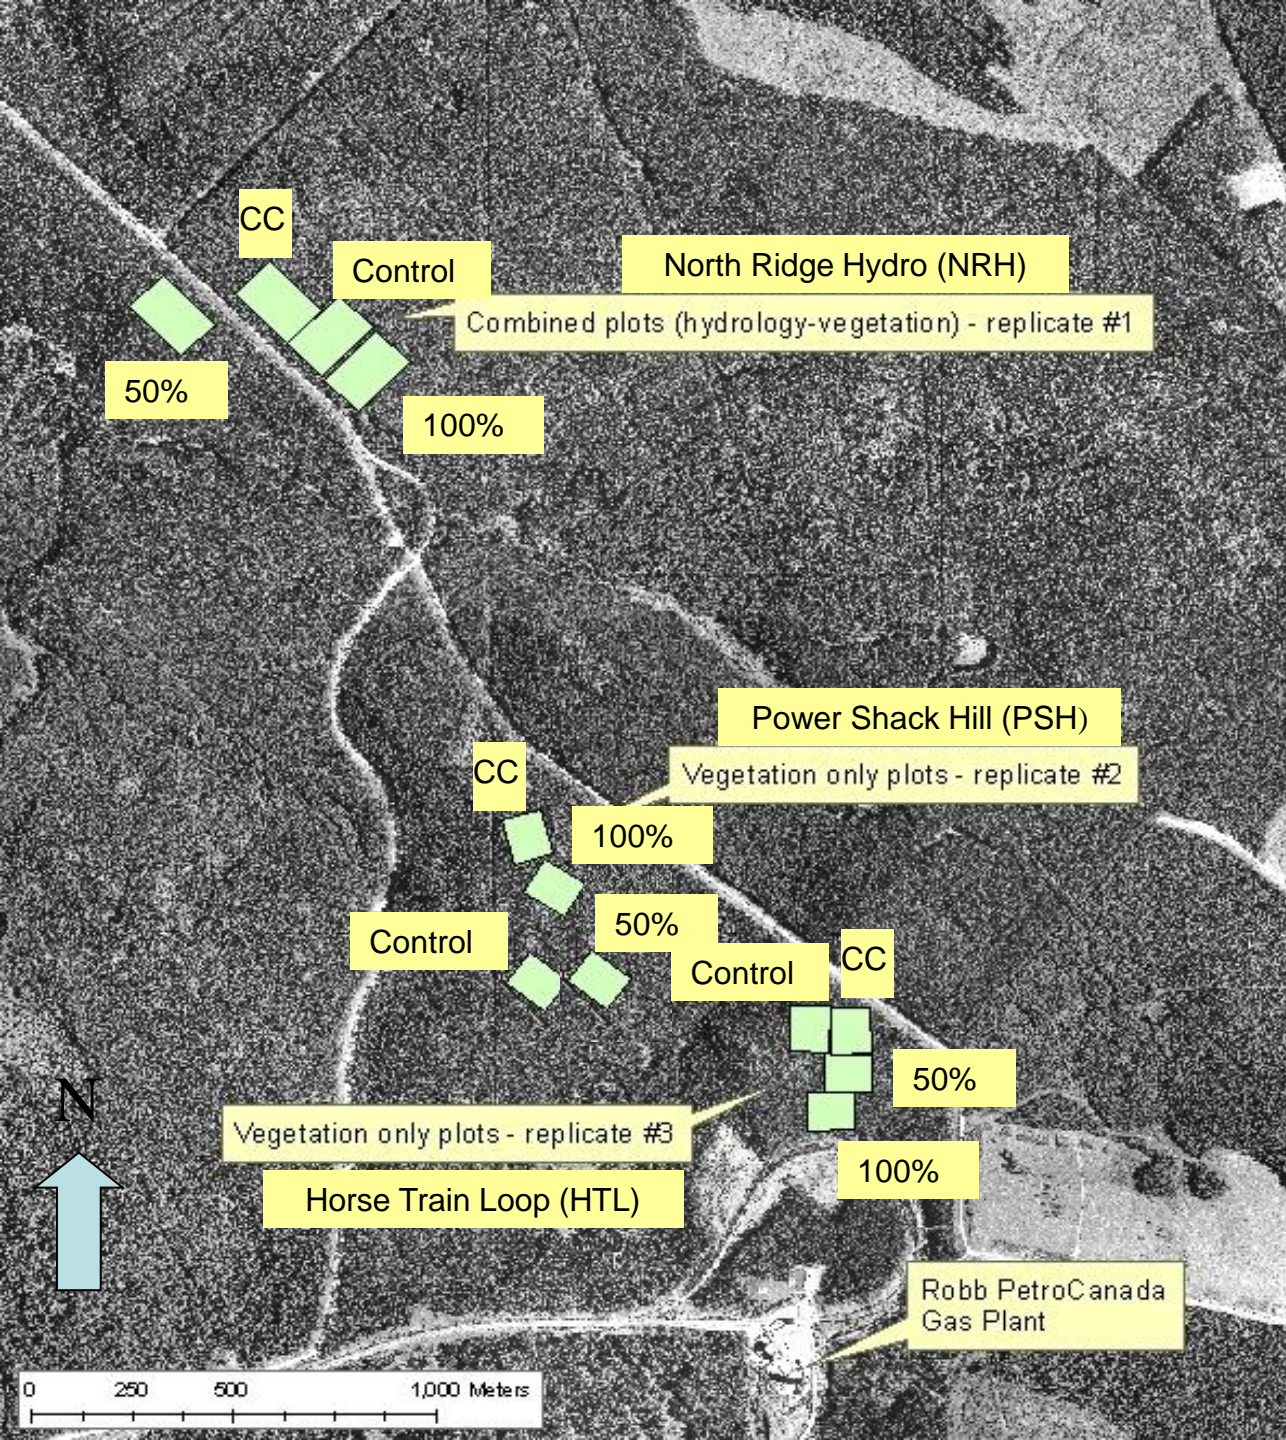 CC
Control
North Ridge Hydro (NRH)
Combined plots (hydrology-vegetation) - replicate #1
50%
100%
Power Shack Hill (PSH)
CC
Vegetation only plots - replicate #2
100%
50%
Control
Control
CC
50%
N
Vegetation only plots - replicate #3
100%
Horse Train Loop (HTL)
Robb PetroCanada
Gas Plant
0 250 500 1,000 Meters